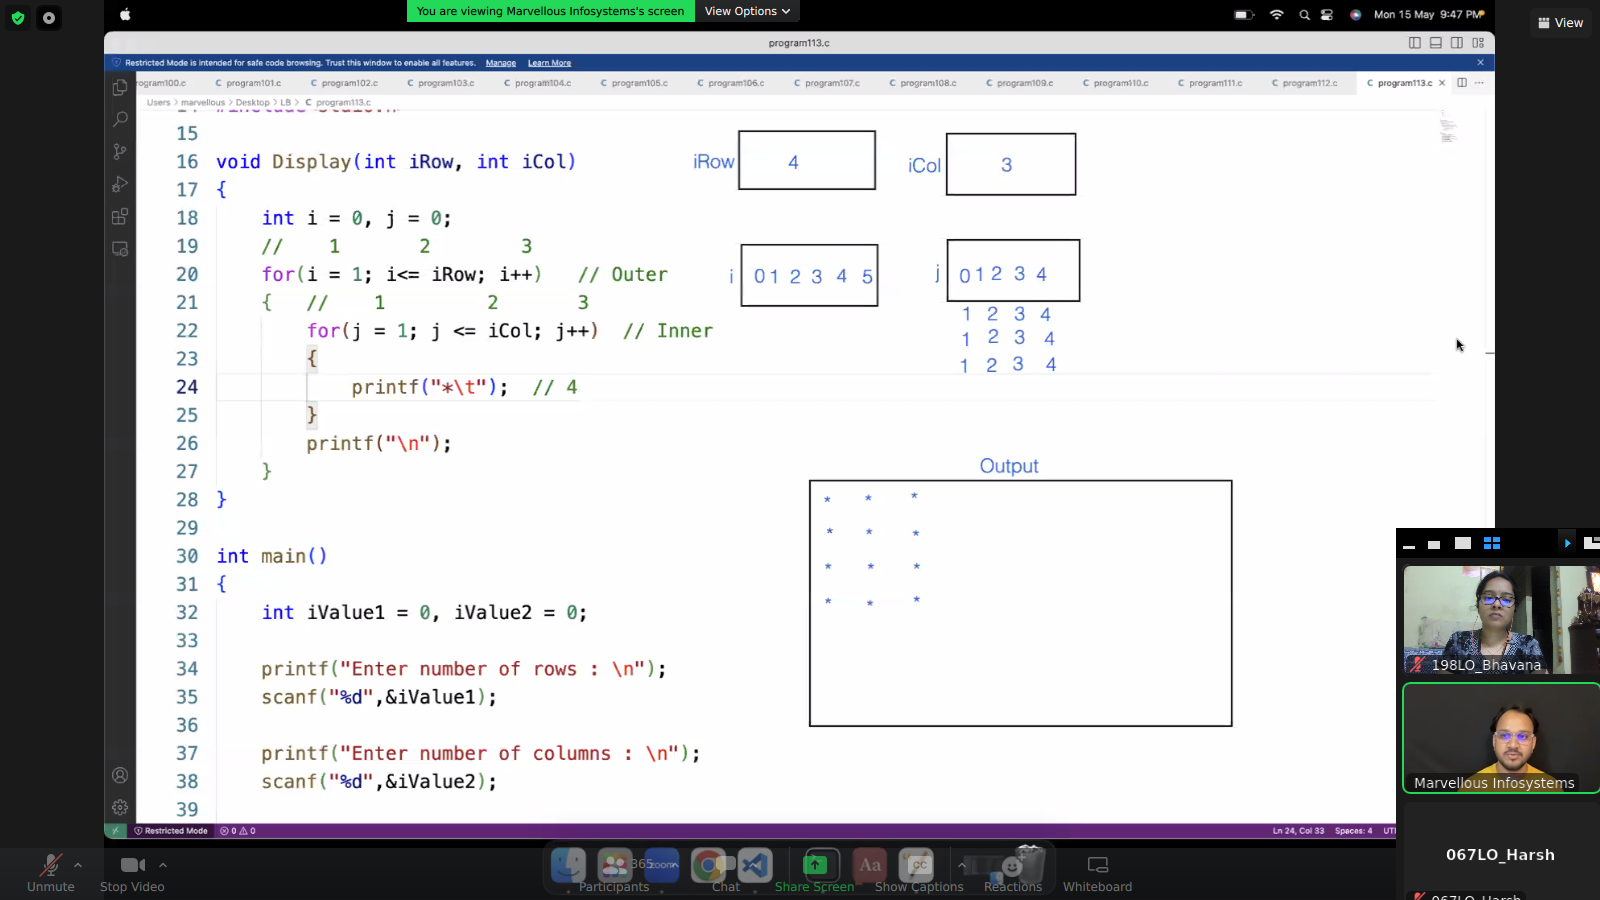 You are viewing Marvellous Infosystems's screen
View Options
Mon 15 May 9:47 PM
View
program113.c
Restricted Mode is intended for safe code browsing. Trust this window to enable all features. Manage Learn More
rogram100.c program101.c program102.c program103.c program104.c program105.c program106.c program107.c program108.c program109.c program110.c program111.c program112.c program113.c
Users > marvellous > Desktop > LB > C program113.c
15
16 void Display(int iRow, int iCol)
17 {
18 int i = 0, j = 0;
19 // 1 2 3
20 for(i = 1; i<= iRow; i++) // Outer
21 { // 1 2 3
22 for(j = 1; j <= iCol; j++) // Inner
23 {
24 printf("*\t"); // 4
25 }
26 printf("\n");
27 }
28 }
29
30 int main()
31 {
32 int iValue1 = 0, iValue2 = 0;
33
34 printf("Enter number of rows : \n");
35 scanf("%d",&iValue1);
36
37 printf("Enter number of columns : \n");
38 scanf("%d",&iValue2);
39
iRow 4 iCol 3
i 0 1 2 3 4 5 j 0 1 2 3 4
1 2 3 4
1 2 3 4
1 2 3 4
Output
* * *
* * *
* * *
* * *
198LO_Bhavana
Marvellous Infosystems
067LO_Harsh
067LO_Harsh
Restricted Mode 0 0
Ln 24, Col 33 Spaces: 4 UT
365
zoom
Aa
CC
Unmute Stop Video Participants Chat Share Screen Show Captions Reactions Whiteboard